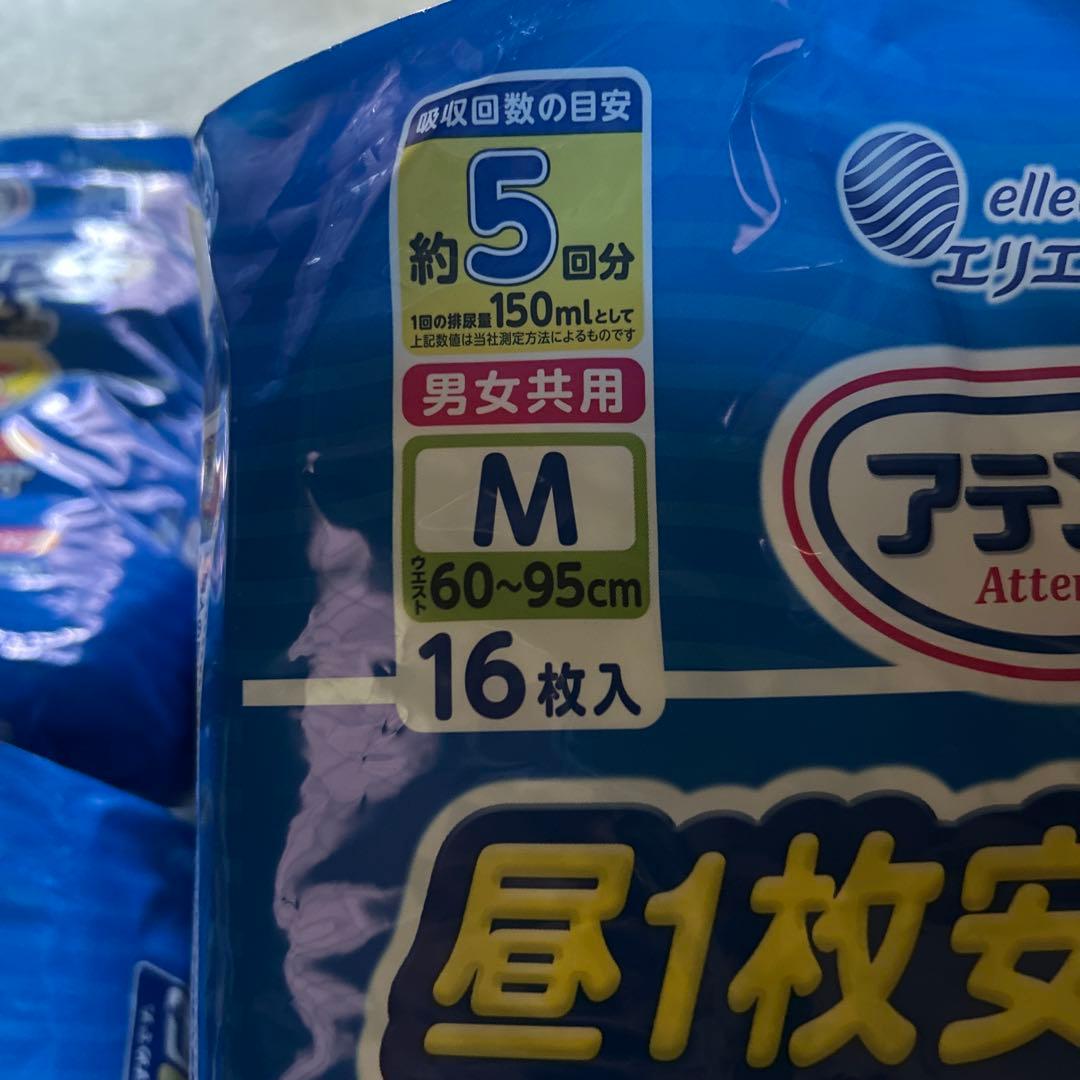 吸収回数の目安
約5回分
1回の排尿量150mlとして
上記数値は当社測定方法によるものです
男女共用
M
ウエスト60~95cm
16枚入
elle
エリエ
アテン
Atten
昼1枚安